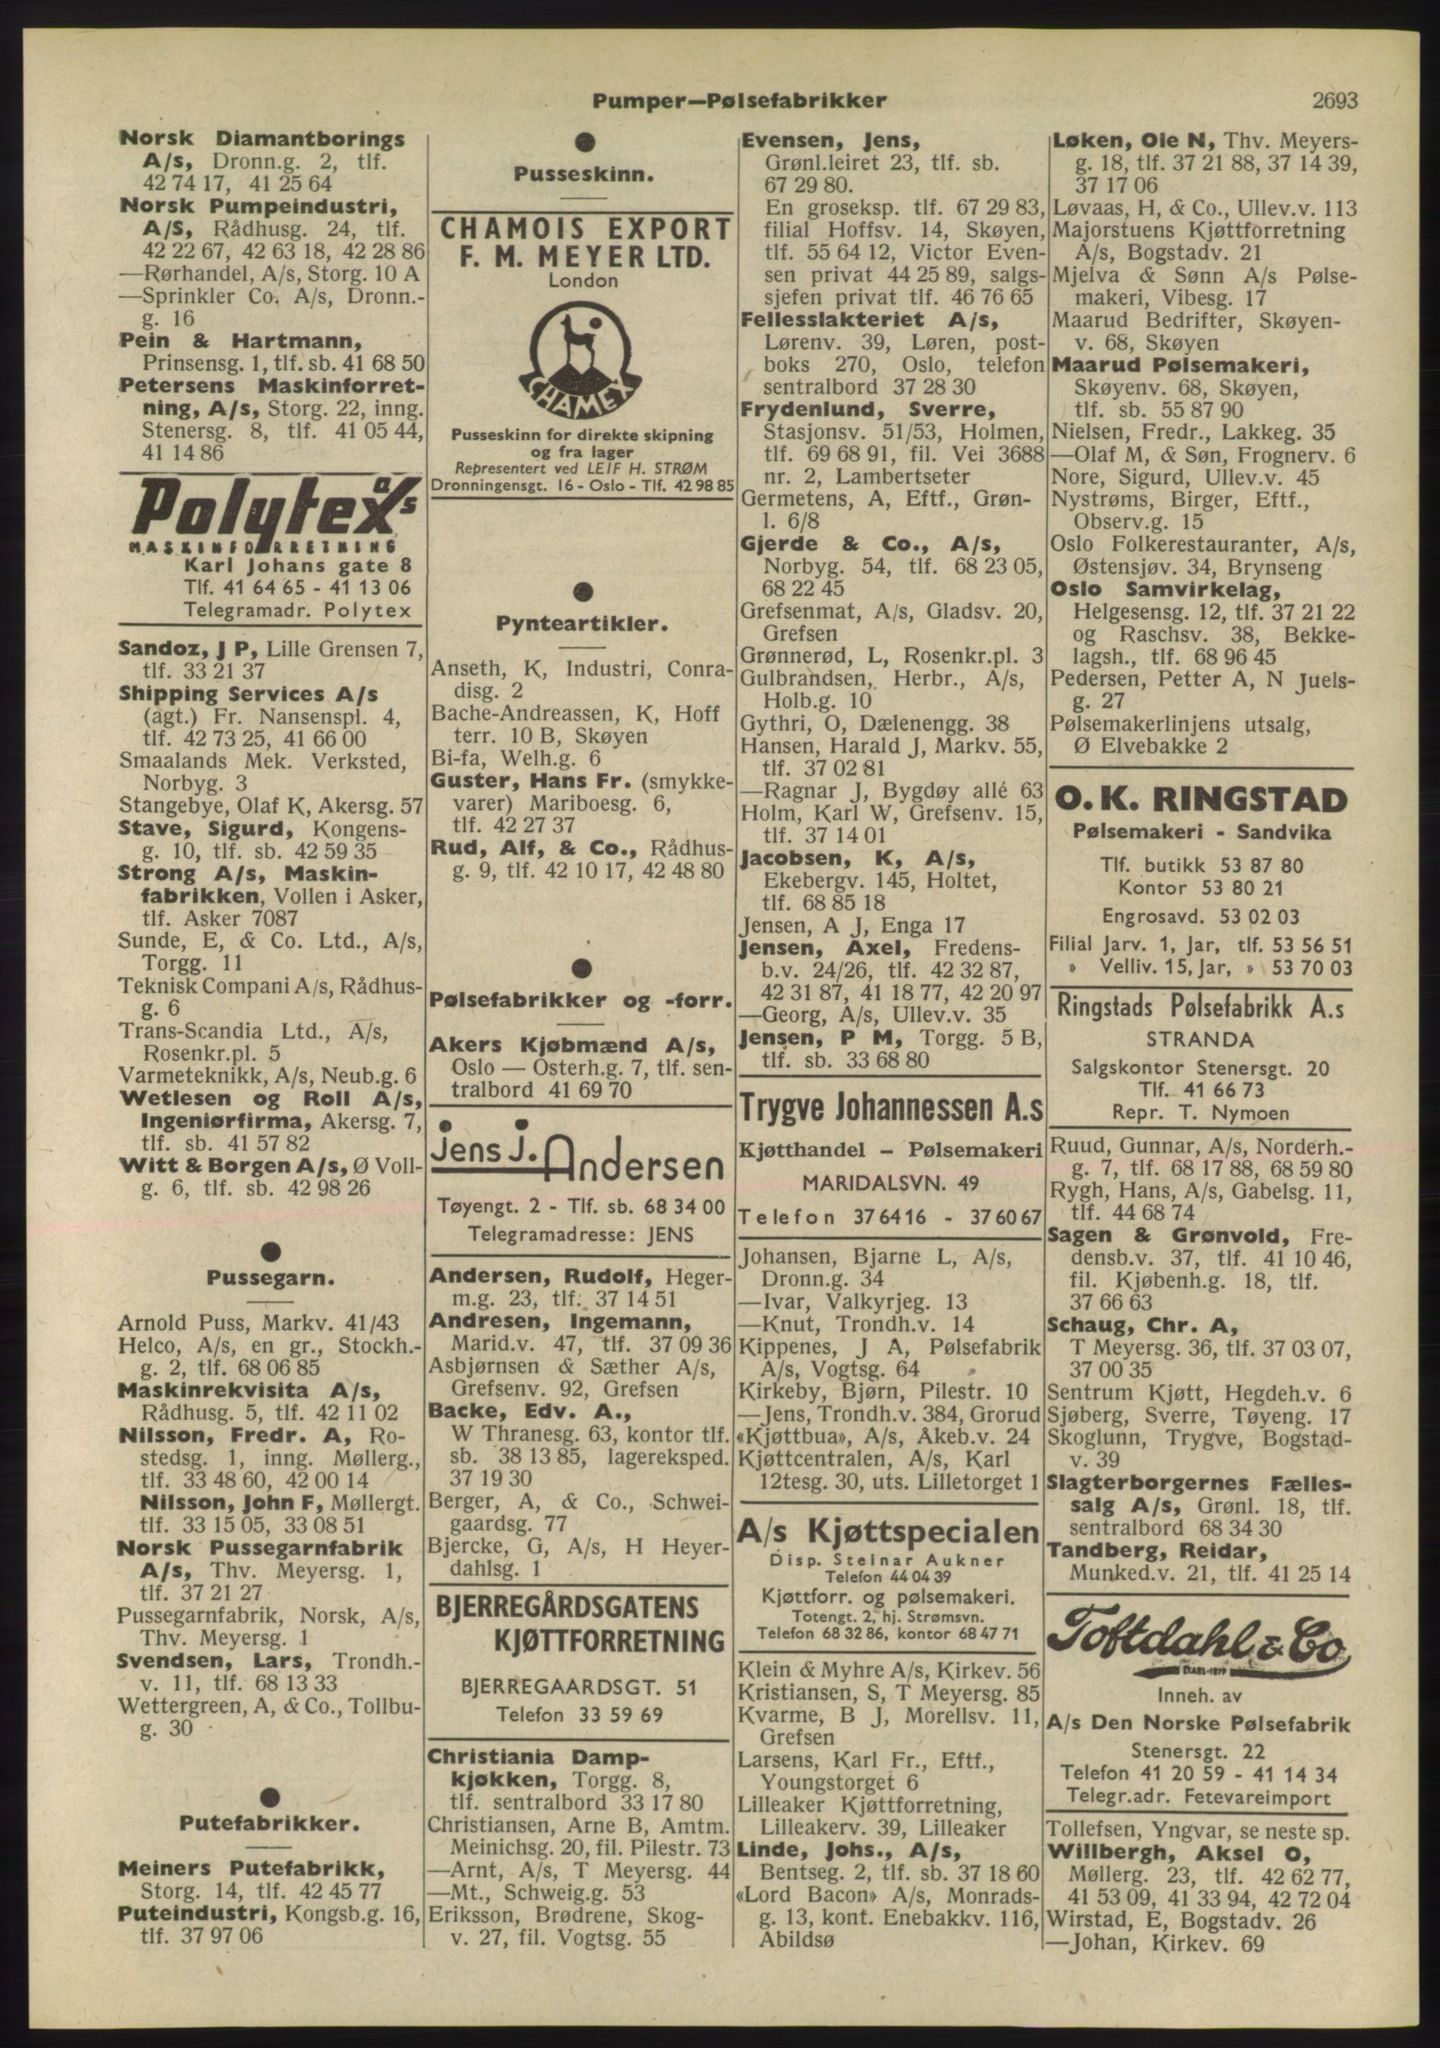 Pumper—Pølsefabrikker
2693
Norsk Diamantborings
A/s, Dronn.g. 2, tlf.
42 74 17, 41 25 64
Norsk Pumpeindustri,
A/S, Rådhusg. 24, tlf.
42 22 67, 42 63 18, 42 28 86
—Rørhandel, A/s, Storg. 10 A
—Sprinkler Co. A/s, Dronn.-
g. 16
Pein & Hartmann,
Prinsensg. 1, tlf. sb. 41 68 50
Petersens Maskinforret-
ning, A/s, Storg. 22, inng.
Stenersg. 8, tlf. 41 05 44,
41 14 86
Polytex A/s
MASKINFORRETNING
Karl Johans gate 8
Tlf. 41 64 65 - 41 13 06
Telegramadr. Polytex
Sandoz, J P, Lille Grensen 7,
tlf. 33 21 37
Shipping Services A/s
(agt.) Fr. Nansenspl. 4,
tlf. 42 73 25, 41 66 00
Smaalands Mek. Verksted,
Norbyg. 3
Stangebye, Olaf K, Akersg. 57
Stave, Sigurd, Kongens-
g. 10, tlf. sb. 42 59 35
Strong A/s, Maskin-
fabrikken, Vollen i Asker,
tlf. Asker 7087
Sunde, E, & Co. Ltd., A/s,
Torgg. 11
Teknisk Compani A/s, Rådhus-
g. 6
Trans-Scandia Ltd., A/s,
Rosenkr.pl. 5
Varmeteknikk, A/s, Neub.g. 6
Wetlesen og Roll A/s,
Ingeniørfirma, Akersg. 7,
tlf. sb. 41 57 82
Witt & Borgen A/s, Ø Voll-
g. 6, tlf. sb. 42 98 26
Pussegarn.
Arnold Puss, Markv. 41/43
Helco, A/s, en gr., Stockh.-
g. 2, tlf. 68 06 85
Maskinrekvisita A/s,
Rådhusg. 5, tlf. 42 11 02
Nilsson, Fredr. A, Ro-
stedsg. 1, inng. Møllerg.,
tlf. 33 48 60, 42 00 14
Nilsson, John F, Møllergt.
tlf. 33 15 05, 33 08 51
Norsk Pussegarnfabrik
A/s, Thv. Meyersg. 1,
tlf. 37 21 27
Pussegarnfabrik, Norsk, A/s,
Thv. Meyersg. 1
Svendsen, Lars, Trondh.-
v. 11, tlf. 68 13 33
Wettergreen, A, & Co., Tollbu-
g. 30
Putefabrikker.
Meiners Putefabrikk,
Storg. 14, tlf. 42 45 77
Puteindustri, Kongsb.g. 16,
tlf. 37 97 06
Pusseskinn.
CHAMOIS EXPORT
F. M. MEYER LTD.
London
CHAMEX
Pusseskinn for direkte skipning
og fra lager
Representert ved LEIF H. STRØM
Dronningensgt. 16 - Oslo - Tlf. 42 98 85
Pynteartikler.
Anseth, K, Industri, Conra-
disg. 2
Bache-Andreassen, K, Hoff
terr. 10 B, Skøyen
Bi-fa, Welh.g. 6
Guster, Hans Fr. (smykke-
varer) Mariboesg. 6,
tlf. 42 27 37
Rud, Alf, & Co., Rådhus-
g. 9, tlf. 42 10 17, 42 48 80
Pølsefabrikker og -forr.
Akers Kjøbmænd A/s,
Oslo — Østerh.g. 7, tlf. sen-
tralbord 41 69 70
Jens J. Andersen
Tøyengt. 2 - Tlf. sb. 68 34 00
Telegramadresse: JENS
Andersen, Rudolf, Heger-
m.g. 23, tlf. 37 14 51
Andresen, Ingemann,
Marid.v. 47, tlf. 37 09 36
Asbjørnsen & Sæther A/s,
Grefsenv. 92, Grefsen
Backe, Edv. A.,
W Thranesg. 63, kontor tlf.
sb. 38 13 85, lagereksped.
37 19 30
Berger, A, & Co., Schwei-
gaardsg. 77
Bjercke, G, A/s, H Heyer-
dahlsg. 1
BJERREGÅRDSGATENS
KJØTTFORRETNING
BJERREGAARDSGT. 51
Telefon 33 59 69
Christiania Damp-
kjøkken, Torgg. 8,
tlf. sentralbord 33 17 80
Christiansen, Arne B, Amtm.
Meinichsg. 20, fil. Pilestr. 73
—Arnt, A/s, T Meyersg. 44
—Mt., Schweig.g. 53
Eriksson, Brødrene, Skog-
v. 27, fil. Vogtsg. 55
Evensen, Jens,
Grønl.leiret 23, tlf. sb.
67 29 80.
En groseksp. tlf. 67 29 83,
filial Hoffsv. 14, Skøyen,
tlf. 55 64 12, Victor Even-
sen privat 44 25 89, salgs-
sjefen privat tlf. 46 76 65
Fellesslakteriet A/s,
Lørenv. 39, Løren, post-
boks 270, Oslo, telefon
sentralbord 37 28 30
Frydenlund, Sverre,
Stasjonsv. 51/53, Holmen,
tlf. 69 68 91, fil. Vei 3688
nr. 2, Lambertseter
Germetens, A, Eftf., Grøn-
l. 6/8
Gjerde & Co., A/s,
Norbyg. 54, tlf. 68 23 05,
68 22 45
Grefsenmat, A/s, Gladsv. 20,
Grefsen
Grønnerød, L, Rosenkr.pl. 3
Gulbrandsen, Herbr., A/s,
Holb.g. 10
Gythri, O, Dælenengg. 38
Hansen, Harald J, Markv. 55,
tlf. 37 02 81
—Ragnar J, Bygdøy allé 63
Holm, Karl W, Grefsenv. 15,
tlf. 37 14 01
Jacobsen, K, A/s,
Ekebergv. 145, Holtet,
tlf. 68 85 18
Jensen, A J, Enga 17
Jensen, Axel, Fredens-
b.v. 24/26, tlf. 42 32 87,
42 31 87, 41 18 77, 42 20 97
—Georg, A/s, Ullev.v. 35
Jensen, P M, Torgg. 5 B,
tlf. sb. 33 68 80
Trygve Johannessen A.s
Kjøtthandel - Pølsemakeri
MARIDALSVN. 49
Telefon 37 64 16 - 37 60 67
Johansen, Bjarne L, A/s,
Dronn.g. 34
—Ivar, Valkyrjeg. 13
—Knut, Trondh.v. 14
Kippenes, J A, Pølsefabrik
A/s, Vogtsg. 64
Kirkeby, Bjørn, Pilestr. 10
—Jens, Trondh.v. 384, Grorud
«Kjøttbua», A/s, Akeb.v. 24
Kjøttcentralen, A/s, Karl
12tesg. 30, uts. Lilletorget 1
A/s Kjøttspecialen
Disp. Steinar Aukner
Telefon 44 04 39
Kjøttforr. og pølsemakeri.
Totengt. 2, hj. Strømsvn.
Telefon 68 32 86, kontor 68 47 71
Klein & Myhre A/s, Kirkev. 56
Kristiansen, S, T Meyersg. 85
Kvarme, B J, Morellsv. 11,
Grefsen
Larsens, Karl Fr., Eftf.,
Youngstorget 6
Lilleaker Kjøttforretning,
Lilleakerv. 39, Lilleaker
Linde, Johs., A/s,
Bentseg. 2, tlf. sb. 37 18 60
«Lord Bacon» A/s, Monrads-
g. 13, kont. Enebakkv. 116,
Abildsø
Løken, Ole N, Thv. Meyers-
g. 18, tlf. 37 21 88, 37 14 39,
37 17 06
Løvaas, H, & Co., Ullev.v. 113
Majorstuens Kjøttforretning
A/s, Bogstadv. 21
Mjelva & Sønn A/s Pølse-
makeri, Vibesg. 17
Maarud Bedrifter, Skøyen-
v. 68, Skøyen
Maarud Pølsemakeri,
Skøyenv. 68, Skøyen,
tlf. sb. 55 87 90
Nielsen, Fredr., Lakkeg. 35
—Olaf M, & Søn, Frognerv. 6
Nore, Sigurd, Ullev.v. 45
Nystrøms, Birger, Eftf.,
Observ.g. 15
Oslo Folkerestauranter, A/s,
Østensjøv. 34, Brynseng
Oslo Samvirkelag,
Helgesensg. 12, tlf. 37 21 22
og Raschsv. 38, Bekke-
lagsh., tlf. 68 96 45
Pedersen, Petter A, N Juels-
g. 27
Pølsemakerlinjens utsalg,
Ø Elvebakke 2
O. K. RINGSTAD
Pølsemakeri - Sandvika
Tlf. butikk 53 87 80
Kontor 53 80 21
Engrosavd. 53 02 03
Filial Jarv. 1, Jar, tlf. 53 56 51
» Velliv. 15, Jar, » 53 70 03
Ringstads Pølsefabrikk A.s
STRANDA
Salgskontor Stenersgt. 20
Tlf. 41 66 73
Repr. T. Nymoen
Ruud, Gunnar, A/s, Norderh.-
g. 7, tlf. 68 17 88, 68 59 80
Rygh, Hans, A/s, Gabelsg. 11,
tlf. 44 68 74
Sagen & Grønvold, Fre-
densb.v. 37, tlf. 41 10 46,
fil. Kjøbenh.g. 18, tlf.
37 66 63
Schaug, Chr. A,
T Meyersg. 36, tlf. 37 03 07,
37 00 35
Sentrum Kjøtt, Hegdeh.v. 6
Sjøberg, Sverre, Tøyeng. 17
Skoglunn, Trygve, Bogstad-
v. 39
Slagterborgernes Fælles-
salg A/s, Grønl. 18, tlf.
sentralbord 68 34 30
Tandberg, Reidar,
Munked.v. 21, tlf. 41 25 14
Toftdahl & Co
ETABL. 1879
Inneh. av
A/s Den Norske Pølsefabrik
Stenersgt. 22
Telefon 41 20 59 - 41 14 34
Telegr.adr. Fetevareimport
Tollefsen, Yngvar, se neste sp.
Willbergh, Aksel O,
Møllerg. 23, tlf. 42 62 77,
41 53 09, 41 33 94, 42 72 04
Wirstad, E, Bogstadv. 26
—Johan, Kirkev. 69